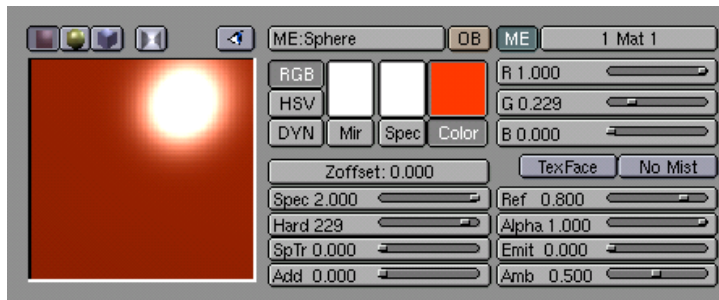 ME:Sphere OB ME 1 Mat 1
RGB R 1.000
HSV G 0.229
DYN Mir Spec Color B 0.000
Zoffset: 0.000 TexFace No Mist
Spec 2.000 Ref 0.800
Hard 229 Alpha 1.000
SpTr 0.000 Emit 0.000
Add 0.000 Amb 0.500